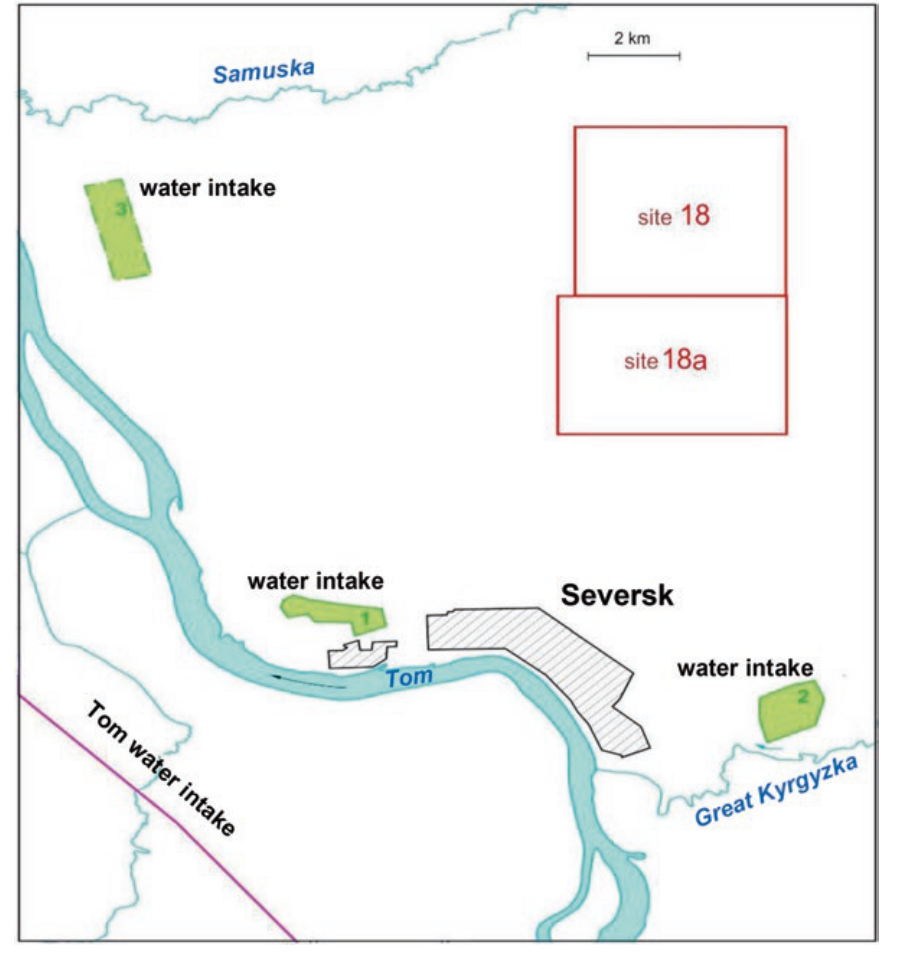 2 km
Samuska
water intake
3
site 18
site 18a
water intake
1
Seversk
water intake
2
Tom
Tom water intake
Great Kyrgyzka